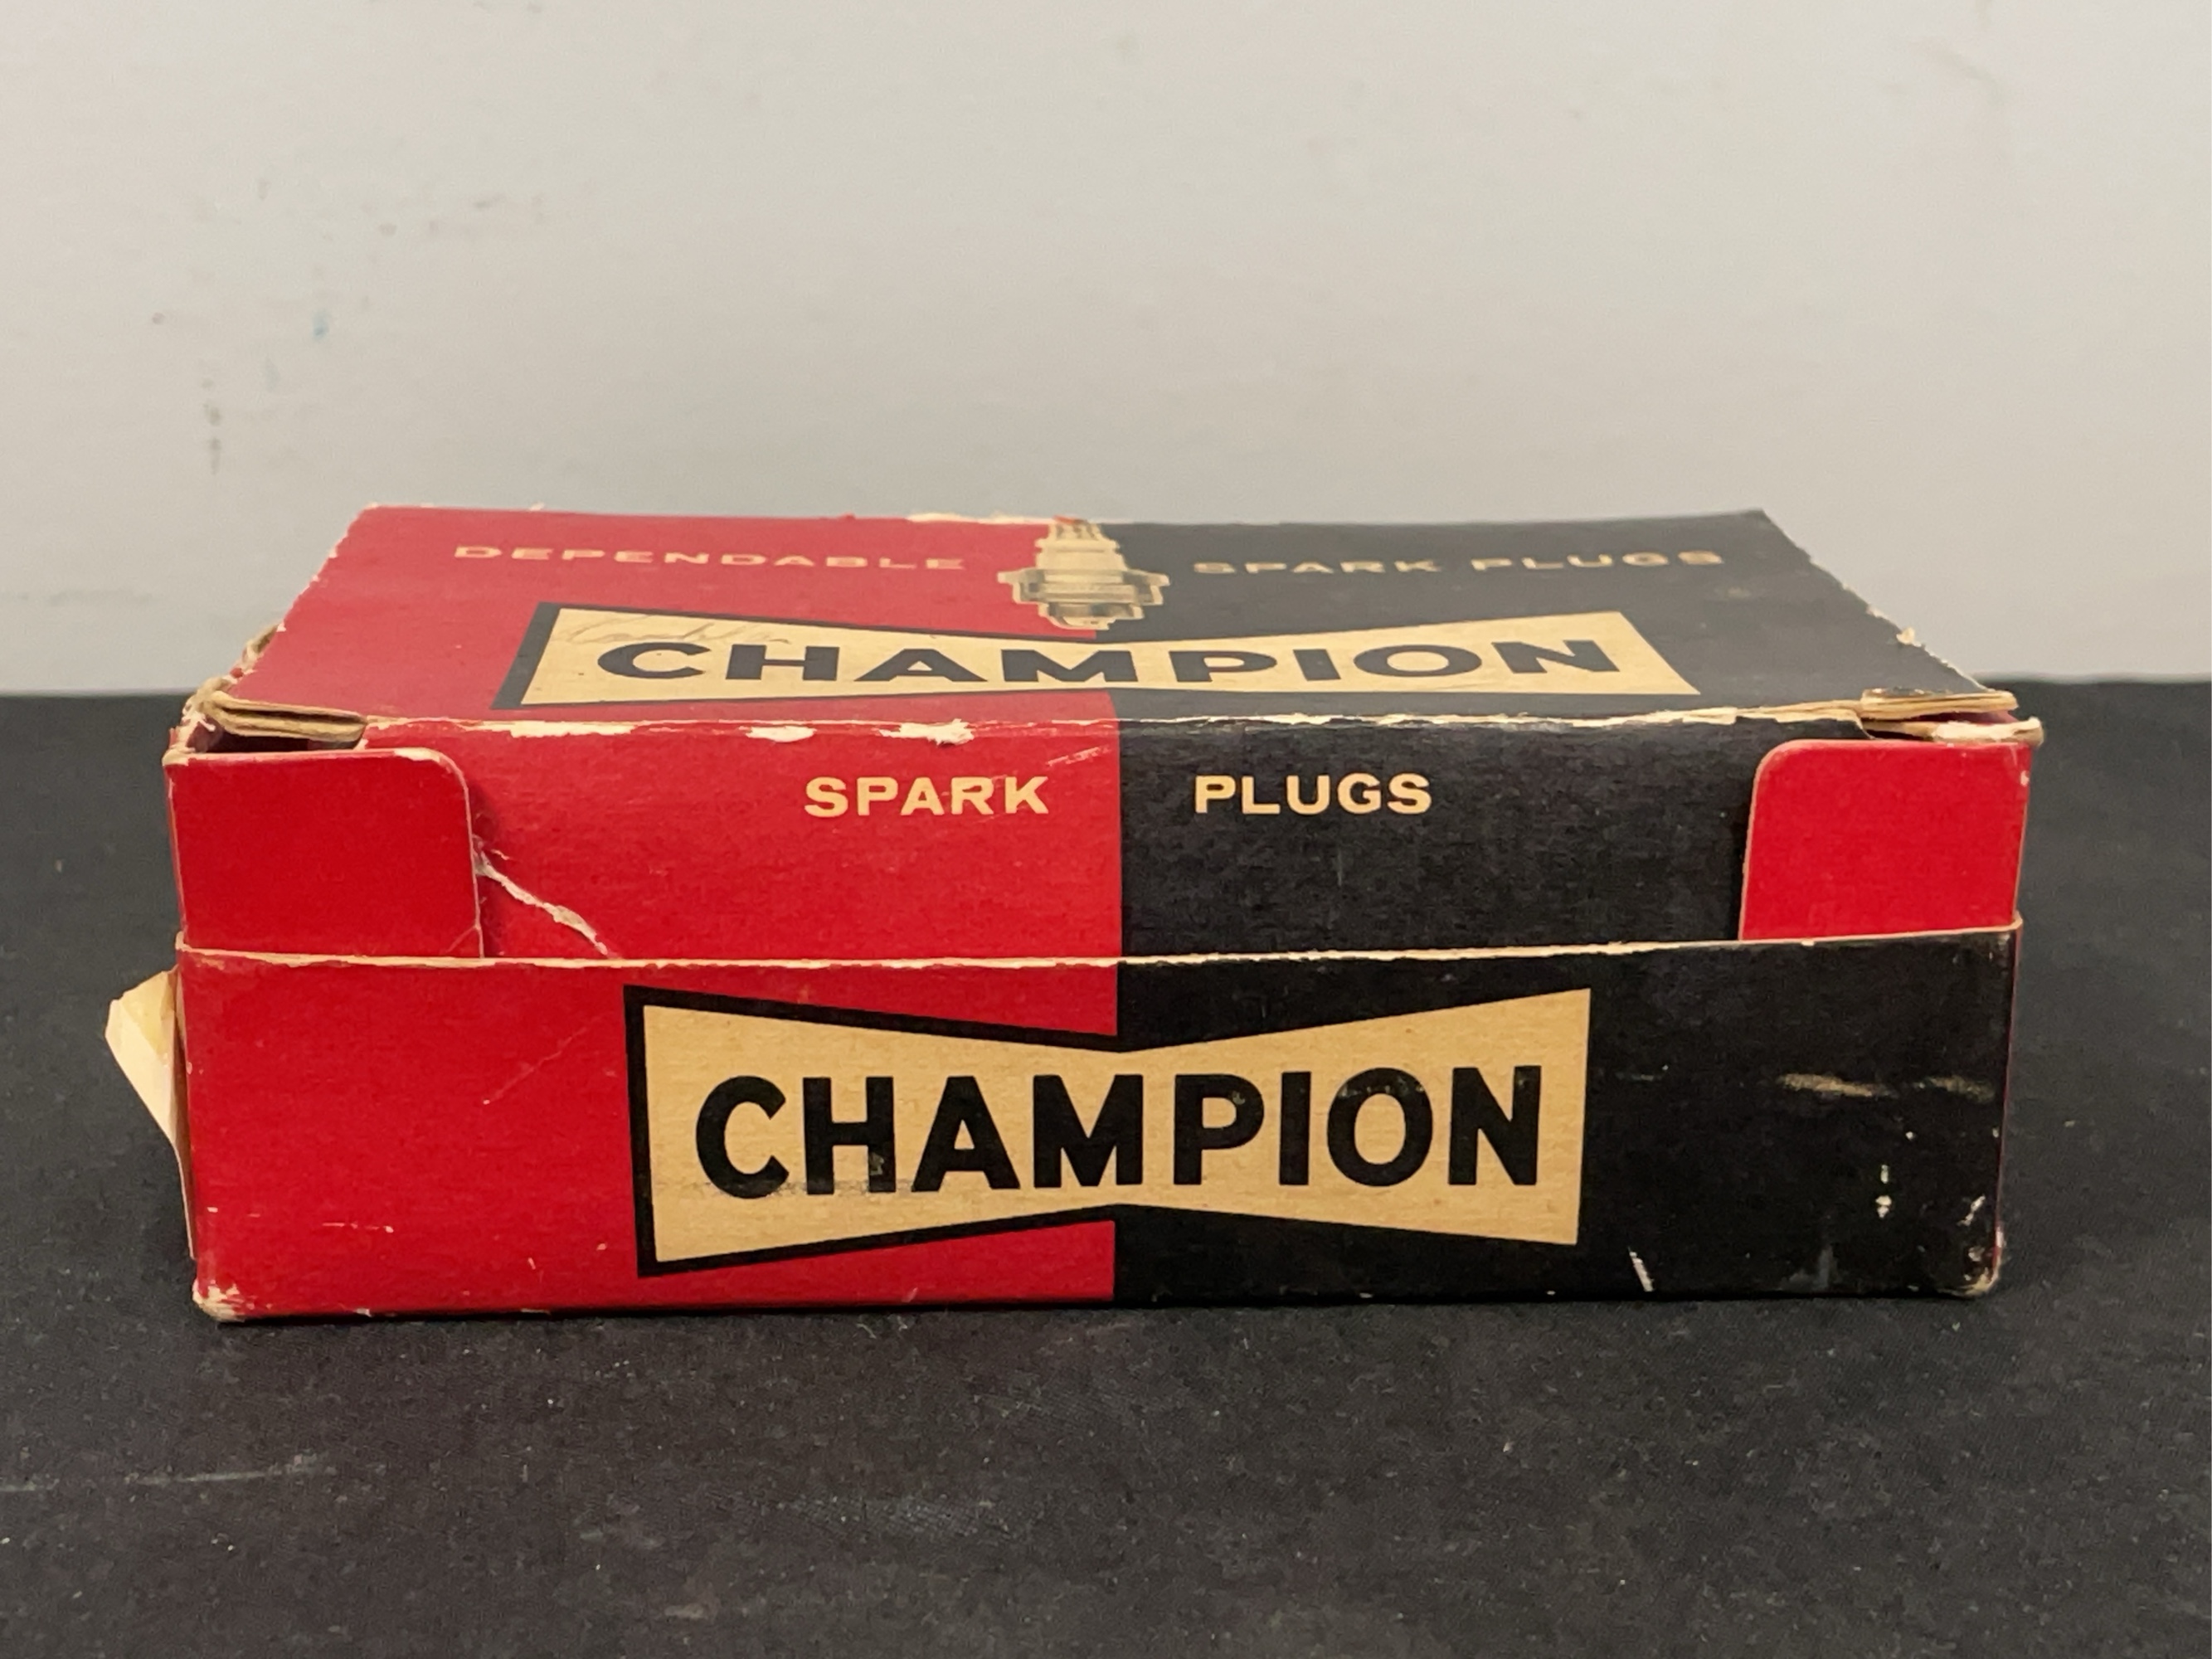 DEPENDABLE SPARK PLUGS
CHAMPION
SPARK PLUGS
CHAMPION